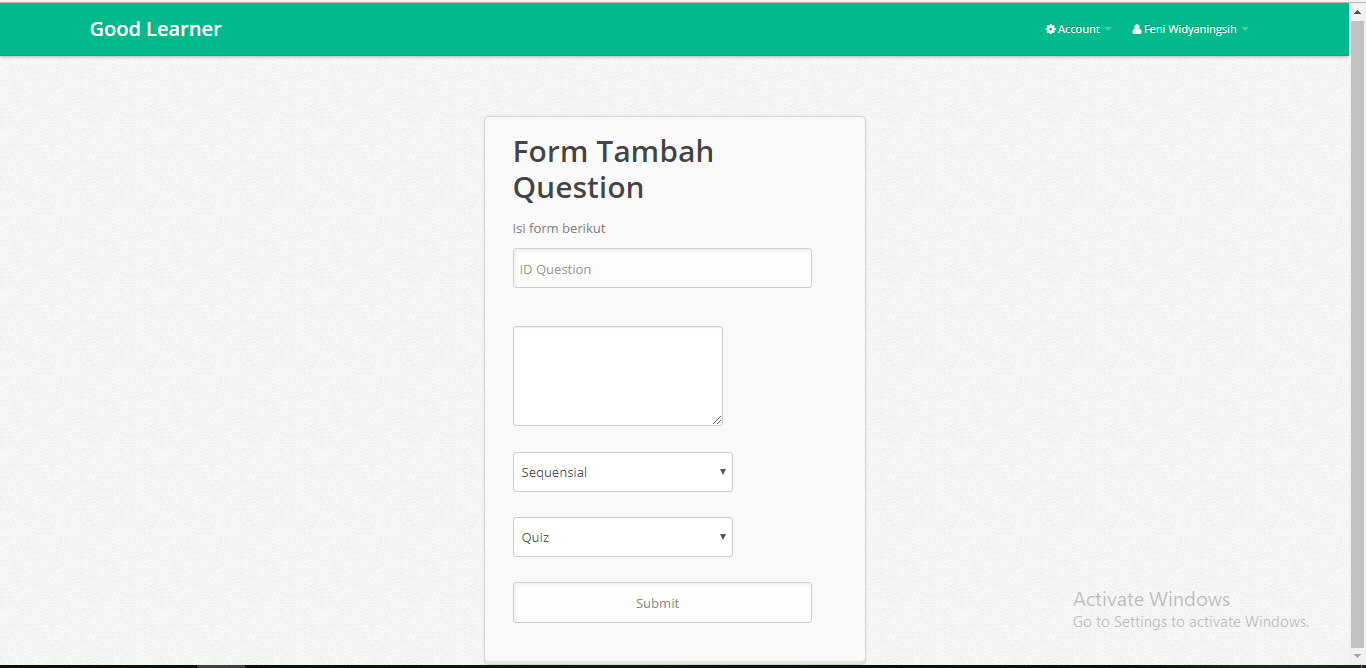 Good Learner
Account
Feni Widyaningsih
Form Tambah
Question
Isi form berikut
ID Question
Sequensial
Quiz
Submit
Activate Windows
Go to Settings to activate Windows.